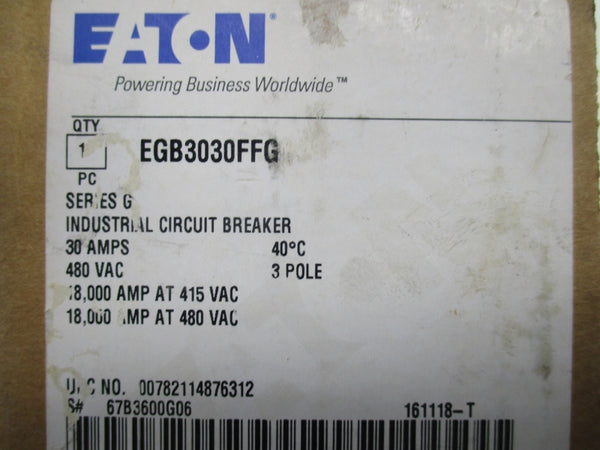 EATON
Powering Business Worldwide™
QTY
1 EGB3030FFG
PC
SERIES G
INDUSTRIAL CIRCUIT BREAKER
30 AMPS 40°C
480 VAC 3 POLE
18,000 AMP AT 415 VAC
18,000 AMP AT 480 VAC
UPC NO. 00782114876312
S# 67B3600G06 161118-T